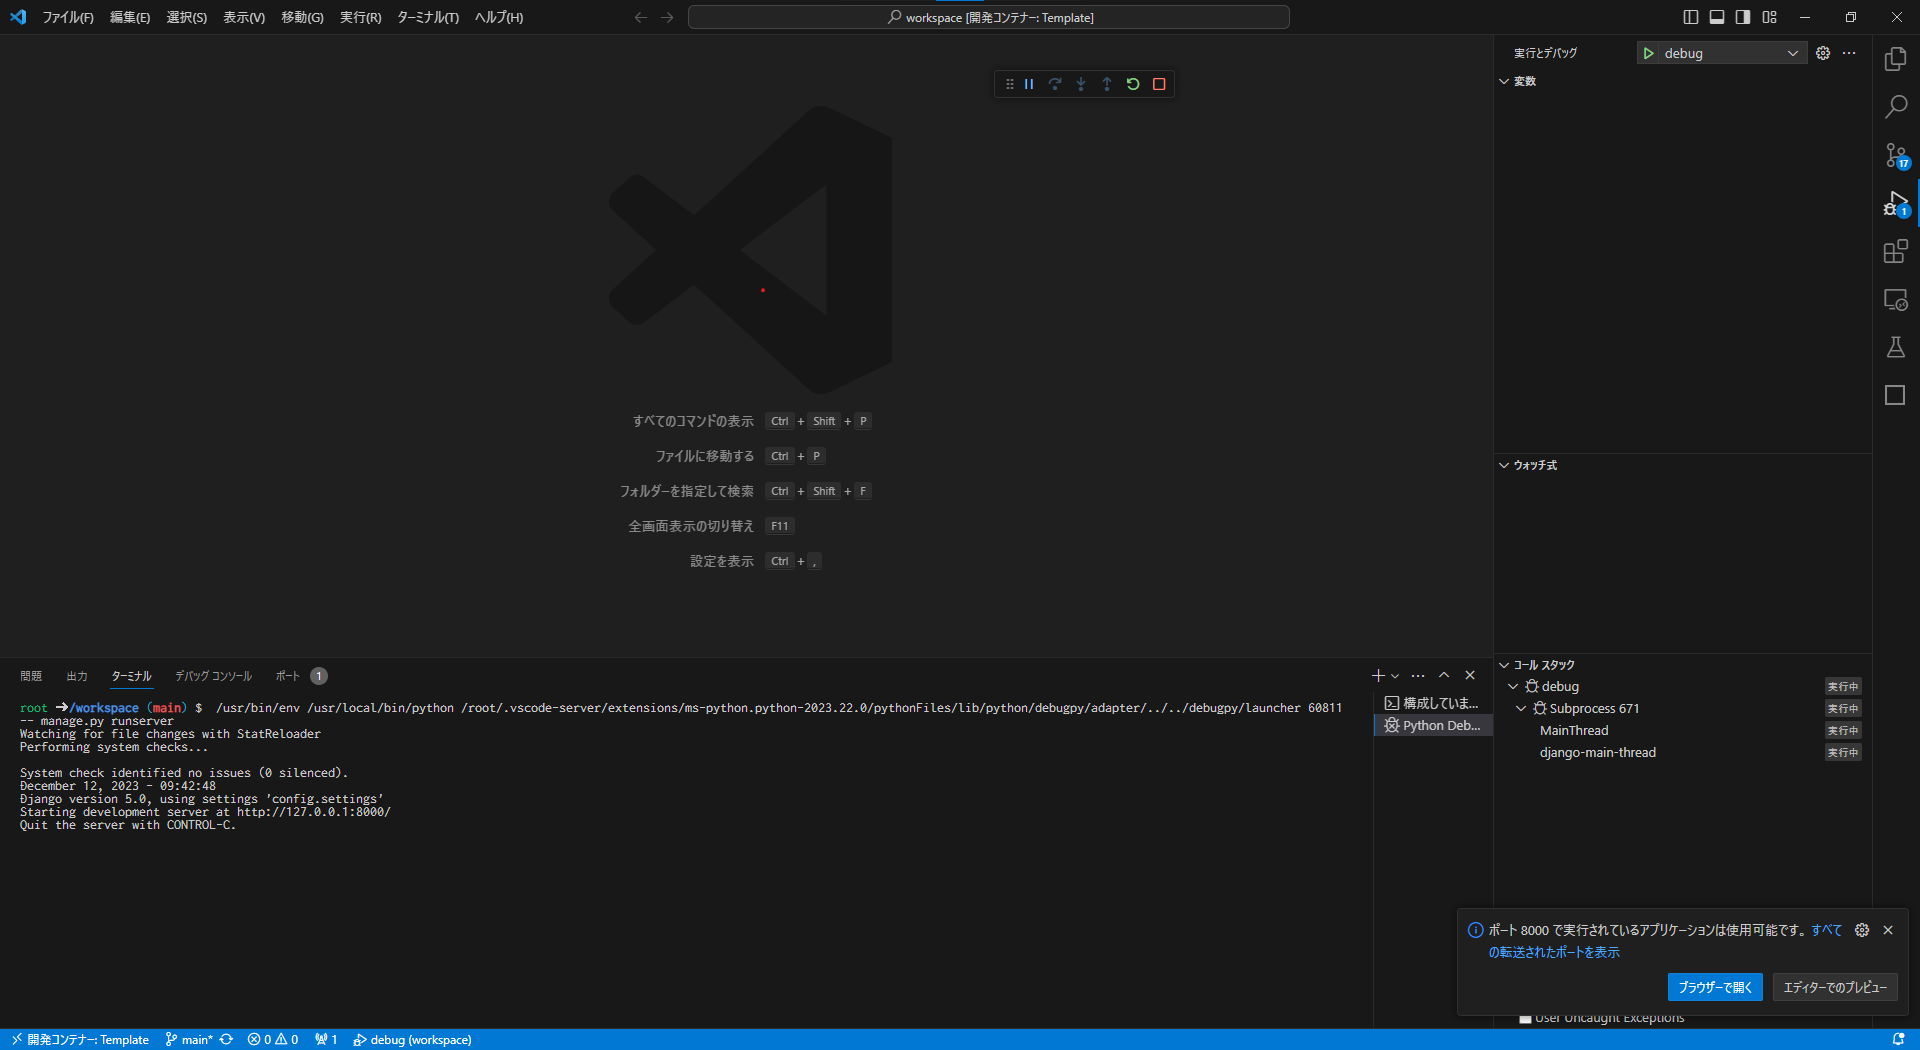 ファイル(F) 編集(E) 選択(S) 表示(V) 移動(G) 実行(R) ターミナル(T) ヘルプ(H)
workspace [開発コンテナー: Template]
実行とデバッグ
debug
変数
すべてのコマンドの表示 Ctrl + Shift + P
ファイルに移動する Ctrl + P
フォルダーを指定して検索 Ctrl + Shift + F
全画面表示の切り替え F11
設定を表示 Ctrl + ,
17
1
ウォッチ式
コール スタック
debug 実行中
Subprocess 671 実行中
MainThread 実行中
django-main-thread 実行中
問題 出力 ターミナル デバッグ コンソール ポート 1
root ➜/workspace (main) $ /usr/bin/env /usr/local/bin/python /root/.vscode-server/extensions/ms-python.python-2023.22.0/pythonFiles/lib/python/debugpy/adapter/../../debugpy/launcher 60811
-- manage.py runserver
Watching for file changes with StatReloader
Performing system checks...
System check identified no issues (0 silenced).
December 12, 2023 - 09:42:48
Django version 5.0, using settings 'config.settings'
Starting development server at http://127.0.0.1:8000/
Quit the server with CONTROL-C.
構成していま...
Python Deb...
ポート 8000 で実行されているアプリケーションは使用可能です。 すべて
の転送されたポートを表示
ブラウザーで開く エディターでのプレビュー
User Uncaught Exceptions
開発コンテナー: Template main* 0 0 1 debug (workspace)